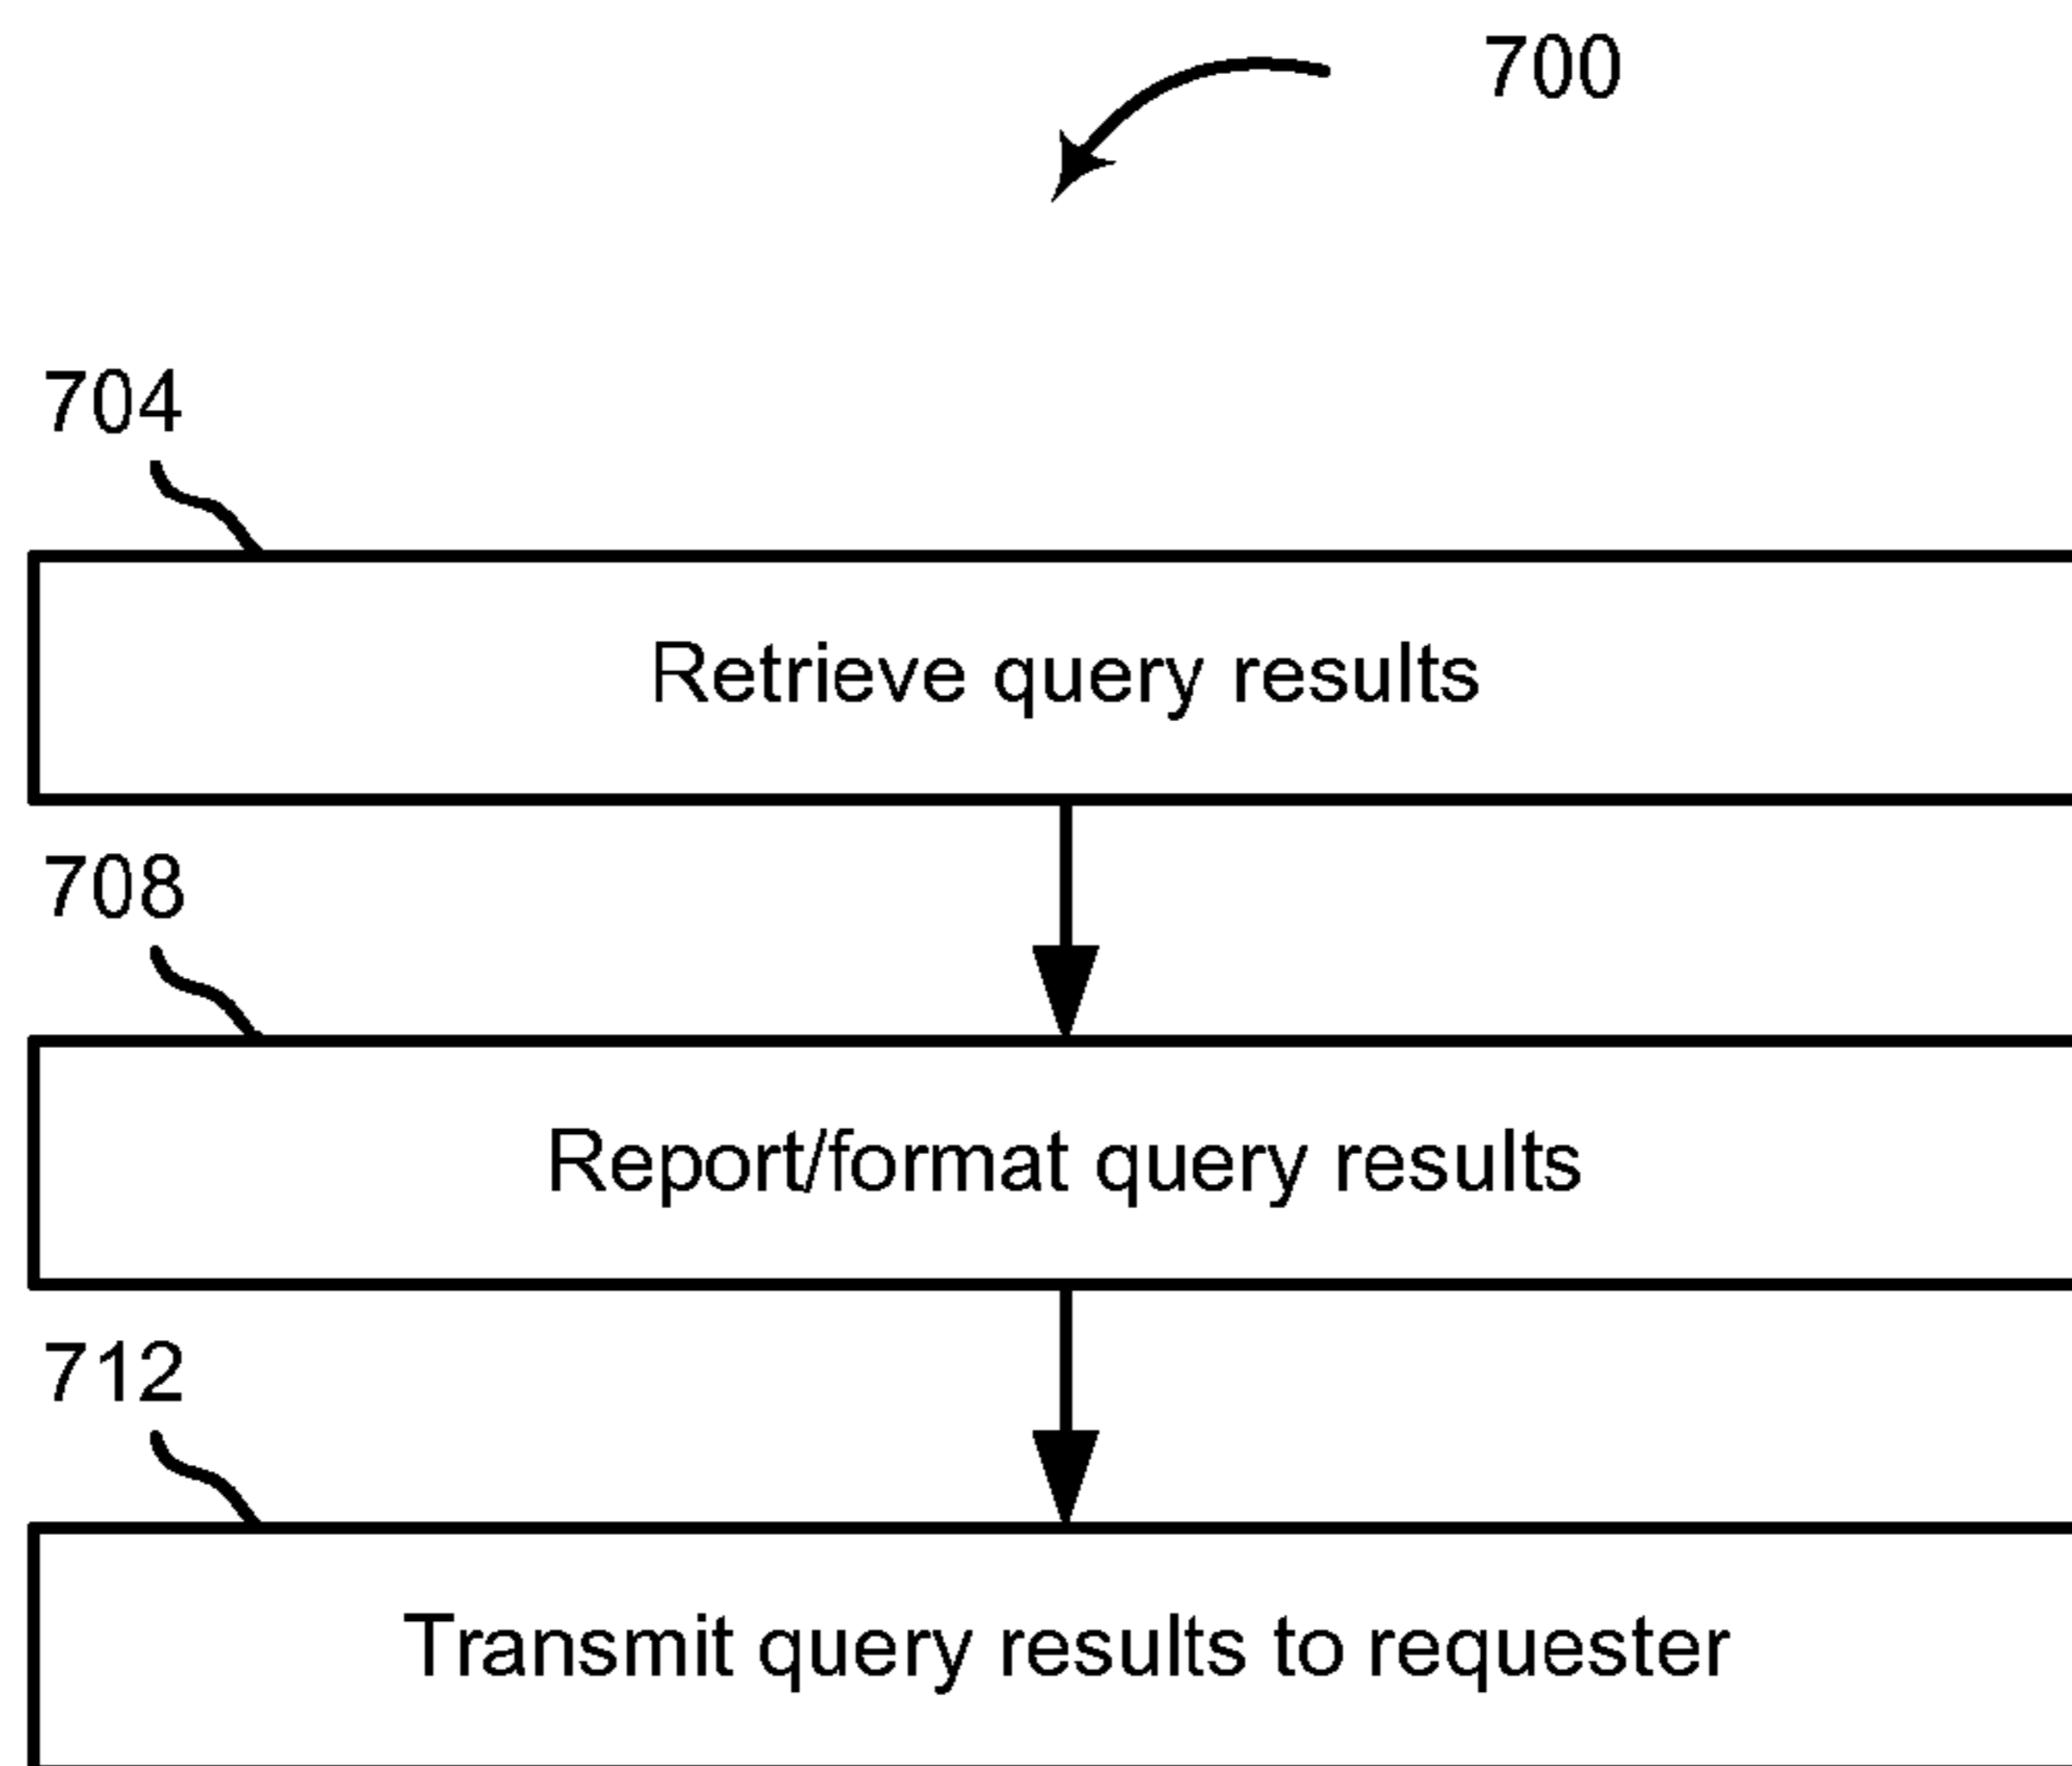 700
704
Retrieve query results
708
Report/format query results
712
Transmit query results to requester